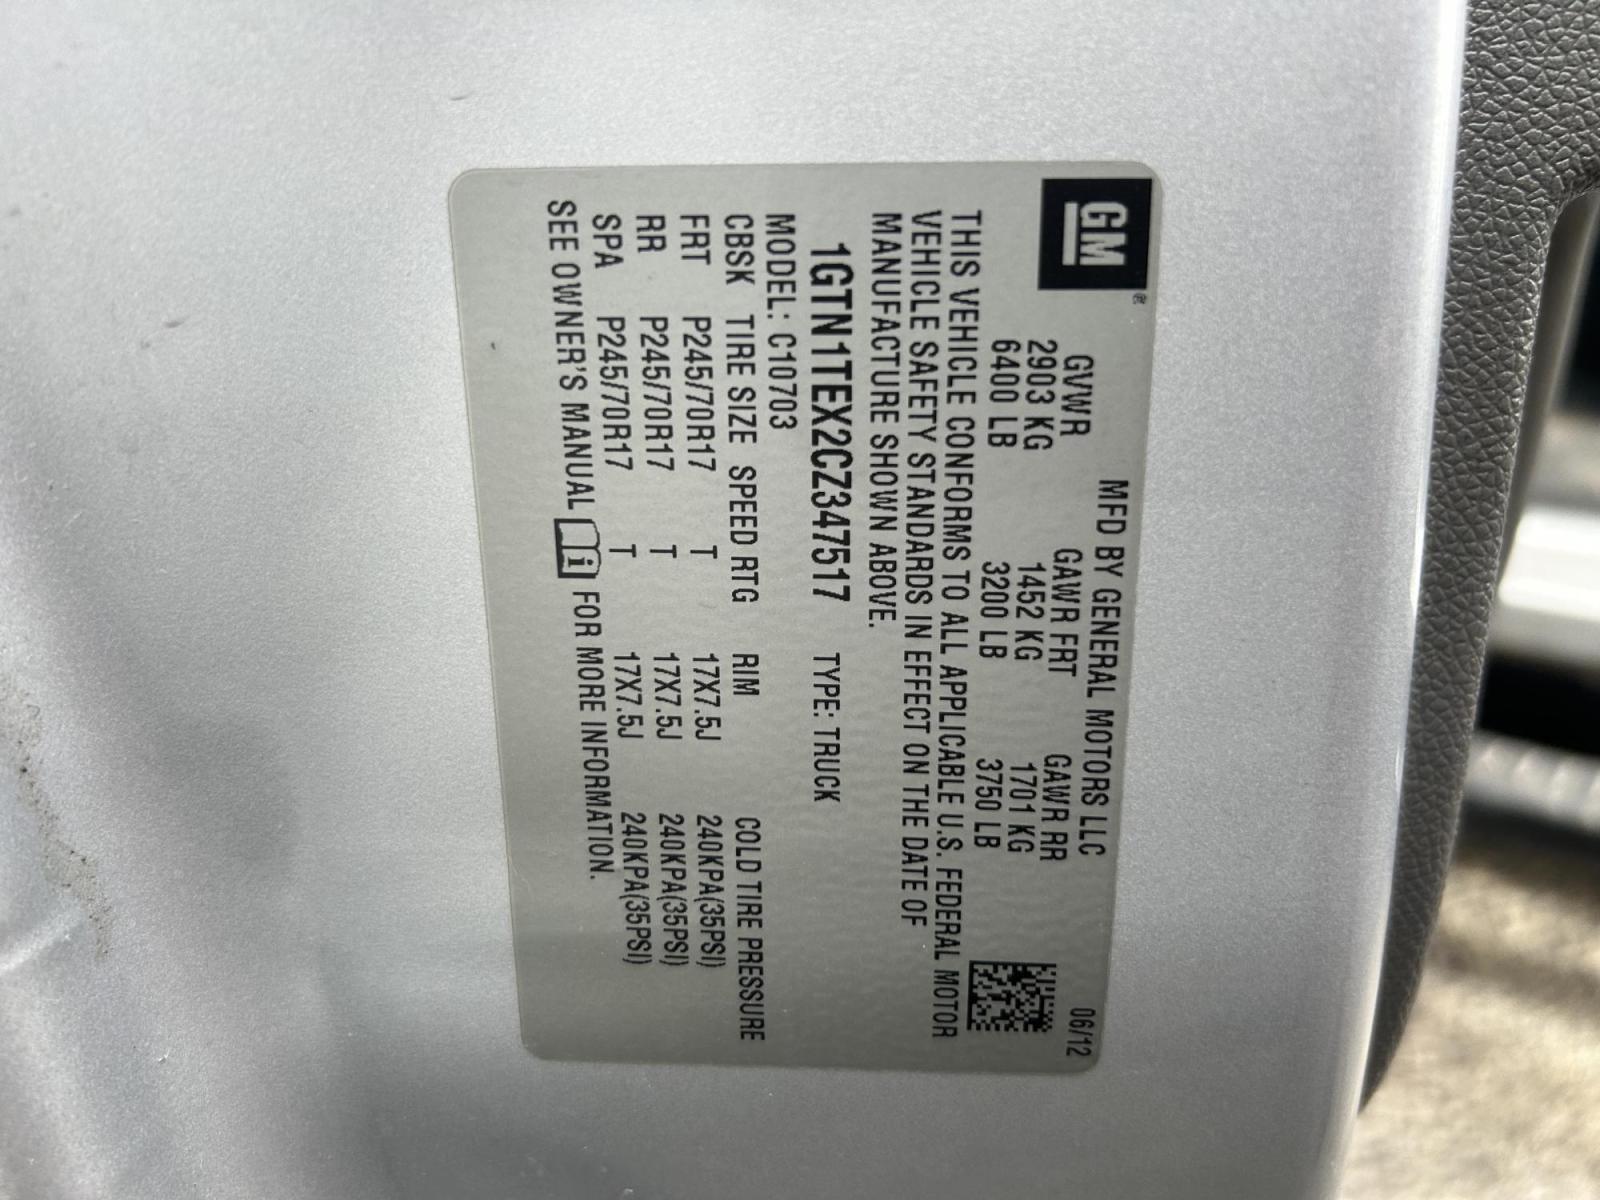 GM®
MFD BY GENERAL MOTORS LLC 06/12
GVWR GAWR FRT GAWR RR
2903 KG 1452 KG 1701 KG
6400 LB 3200 LB 3750 LB
THIS VEHICLE CONFORMS TO ALL APPLICABLE U.S. FEDERAL MOTOR
VEHICLE SAFETY STANDARDS IN EFFECT ON THE DATE OF
MANUFACTURE SHOWN ABOVE.
1GTN1TEX2CZ347517 TYPE: TRUCK
MODEL: C10703
CBSK TIRE SIZE SPEED RTG RIM COLD TIRE PRESSURE
FRT P245/70R17 T 17X7.5J 240KPA(35PSI)
RR P245/70R17 T 17X7.5J 240KPA(35PSI)
SPA P245/70R17 T 17X7.5J 240KPA(35PSI)
SEE OWNER'S MANUAL i FOR MORE INFORMATION.